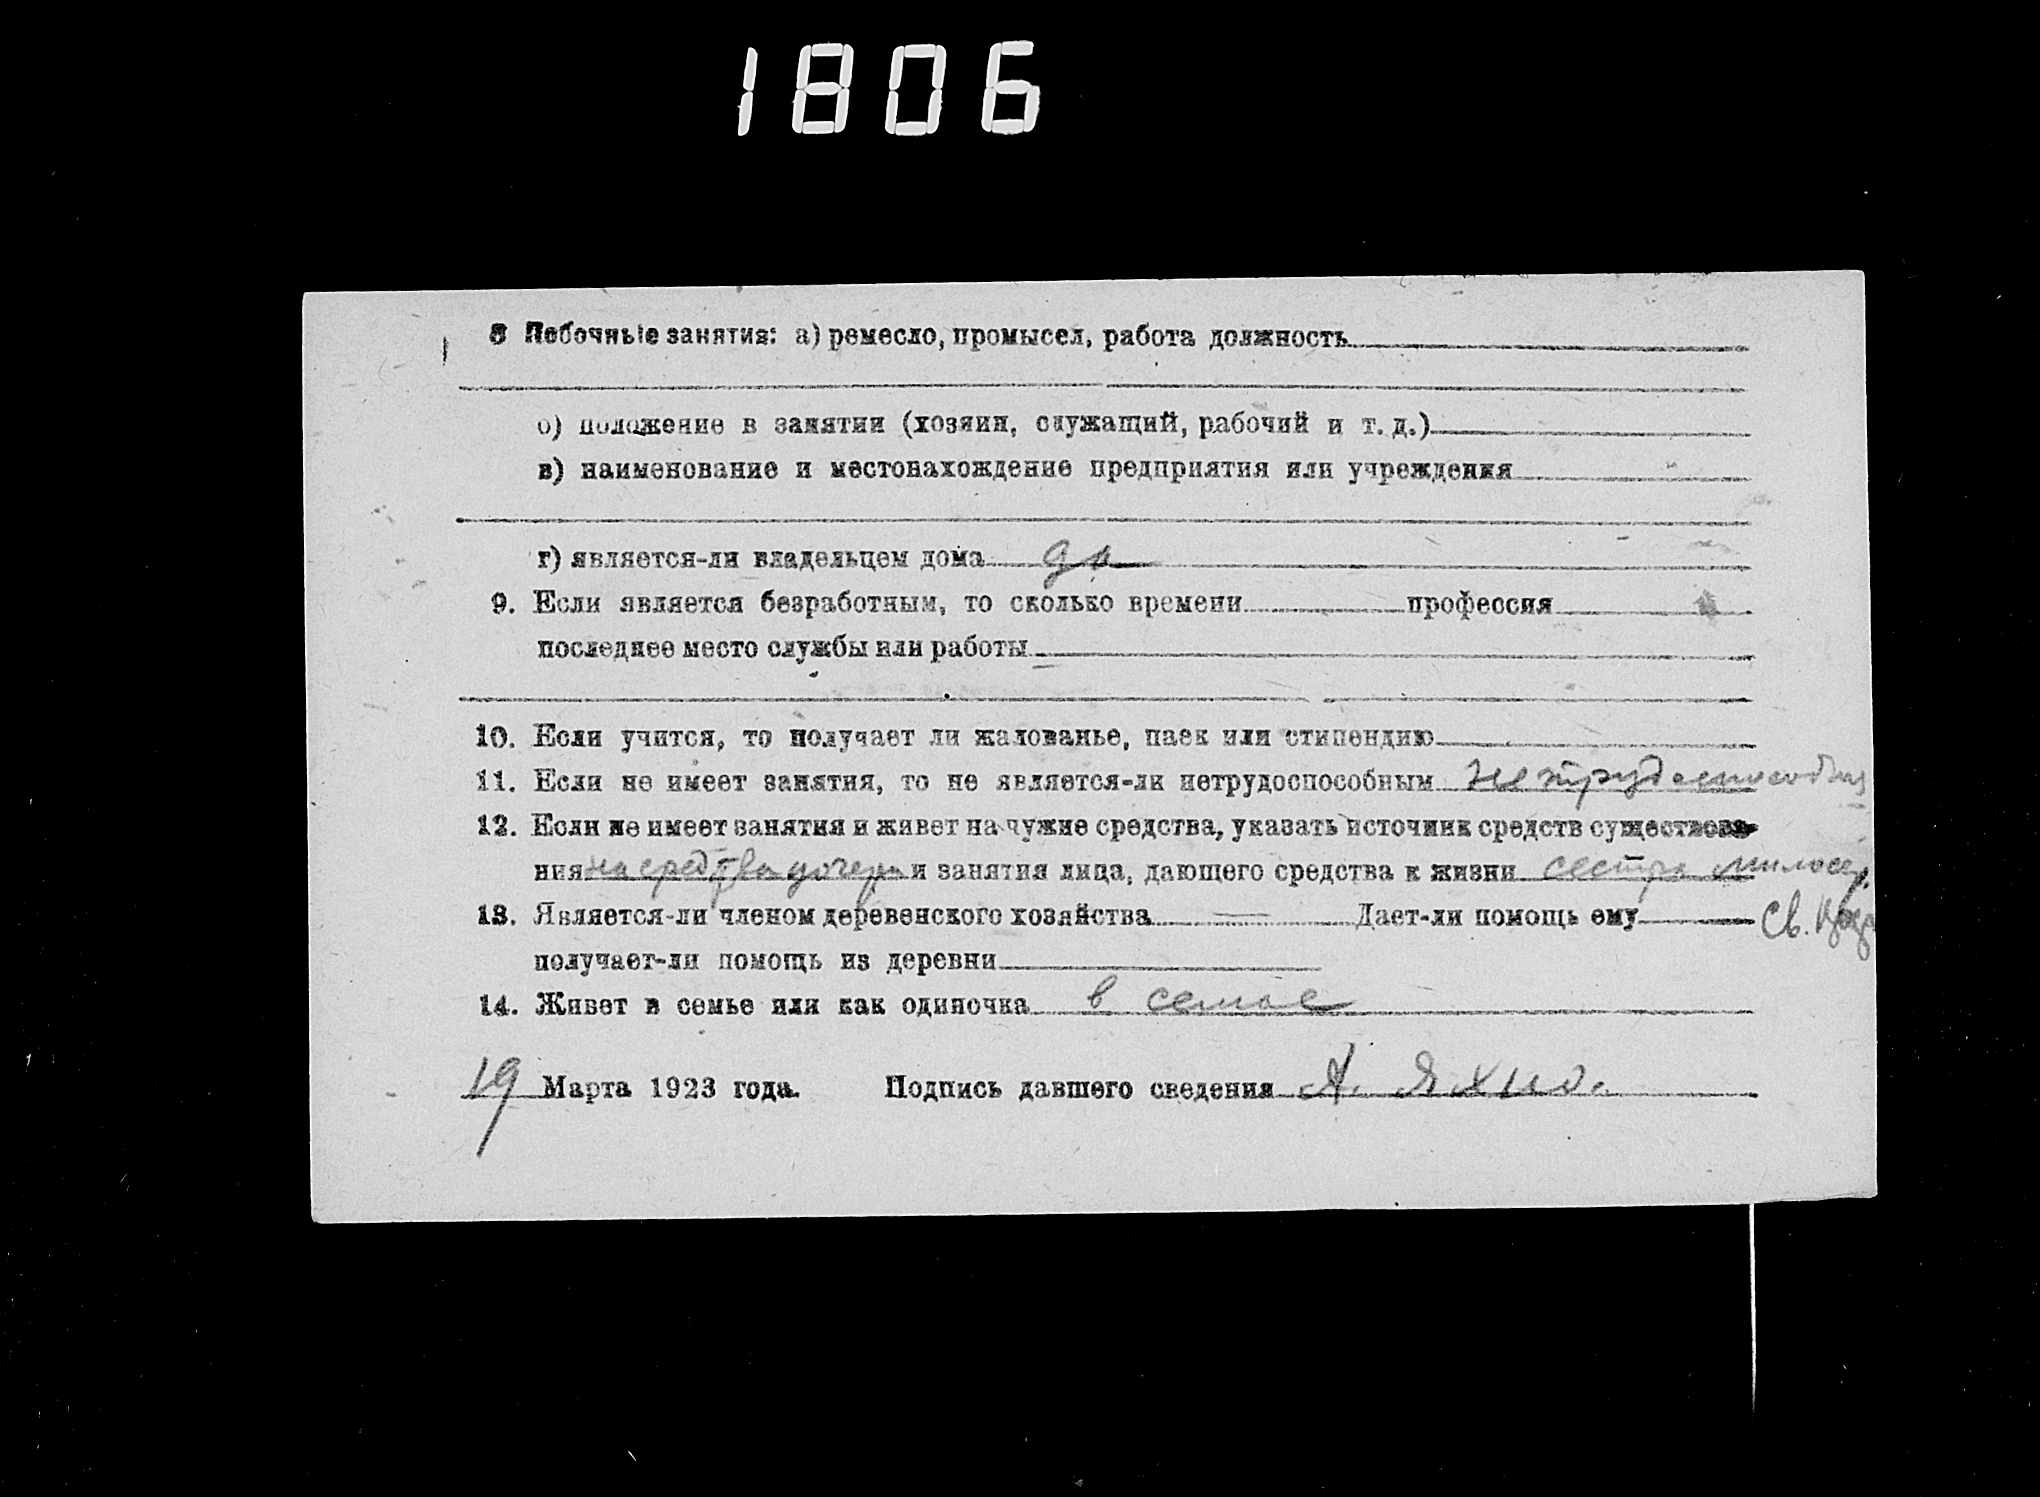 1806
8 Побочные занятия: а) ремесло, промысел, работа должность
б) положение в занятии (хозяин, служащий, рабочий и т. д.)
в) наименование и местонахождение предприятия или учреждения
г) является-ли владельцем дома да
9. Если является безработным, то сколько времени профессия
последнее место службы или работы
10. Если учится, то получает ли жалованье, паек или стипендию
11. Если не имеет занятия, то не является-ли нетрудоспособным нетрудоспособный
12. Если не имеет занятия и живет на чужие средства, указать источник средств существова-
ния на средства дочери и занятия лица, дающего средства к жизни сестра милосер.
13. Является-ли членом деревенского хозяйства — Дает-ли помощь ему Св.
получает-ли помощь из деревни
14. Живет в семье или как одиночка в семье
19 Марта 1923 года. Подпись давшего сведения А. Яхно.